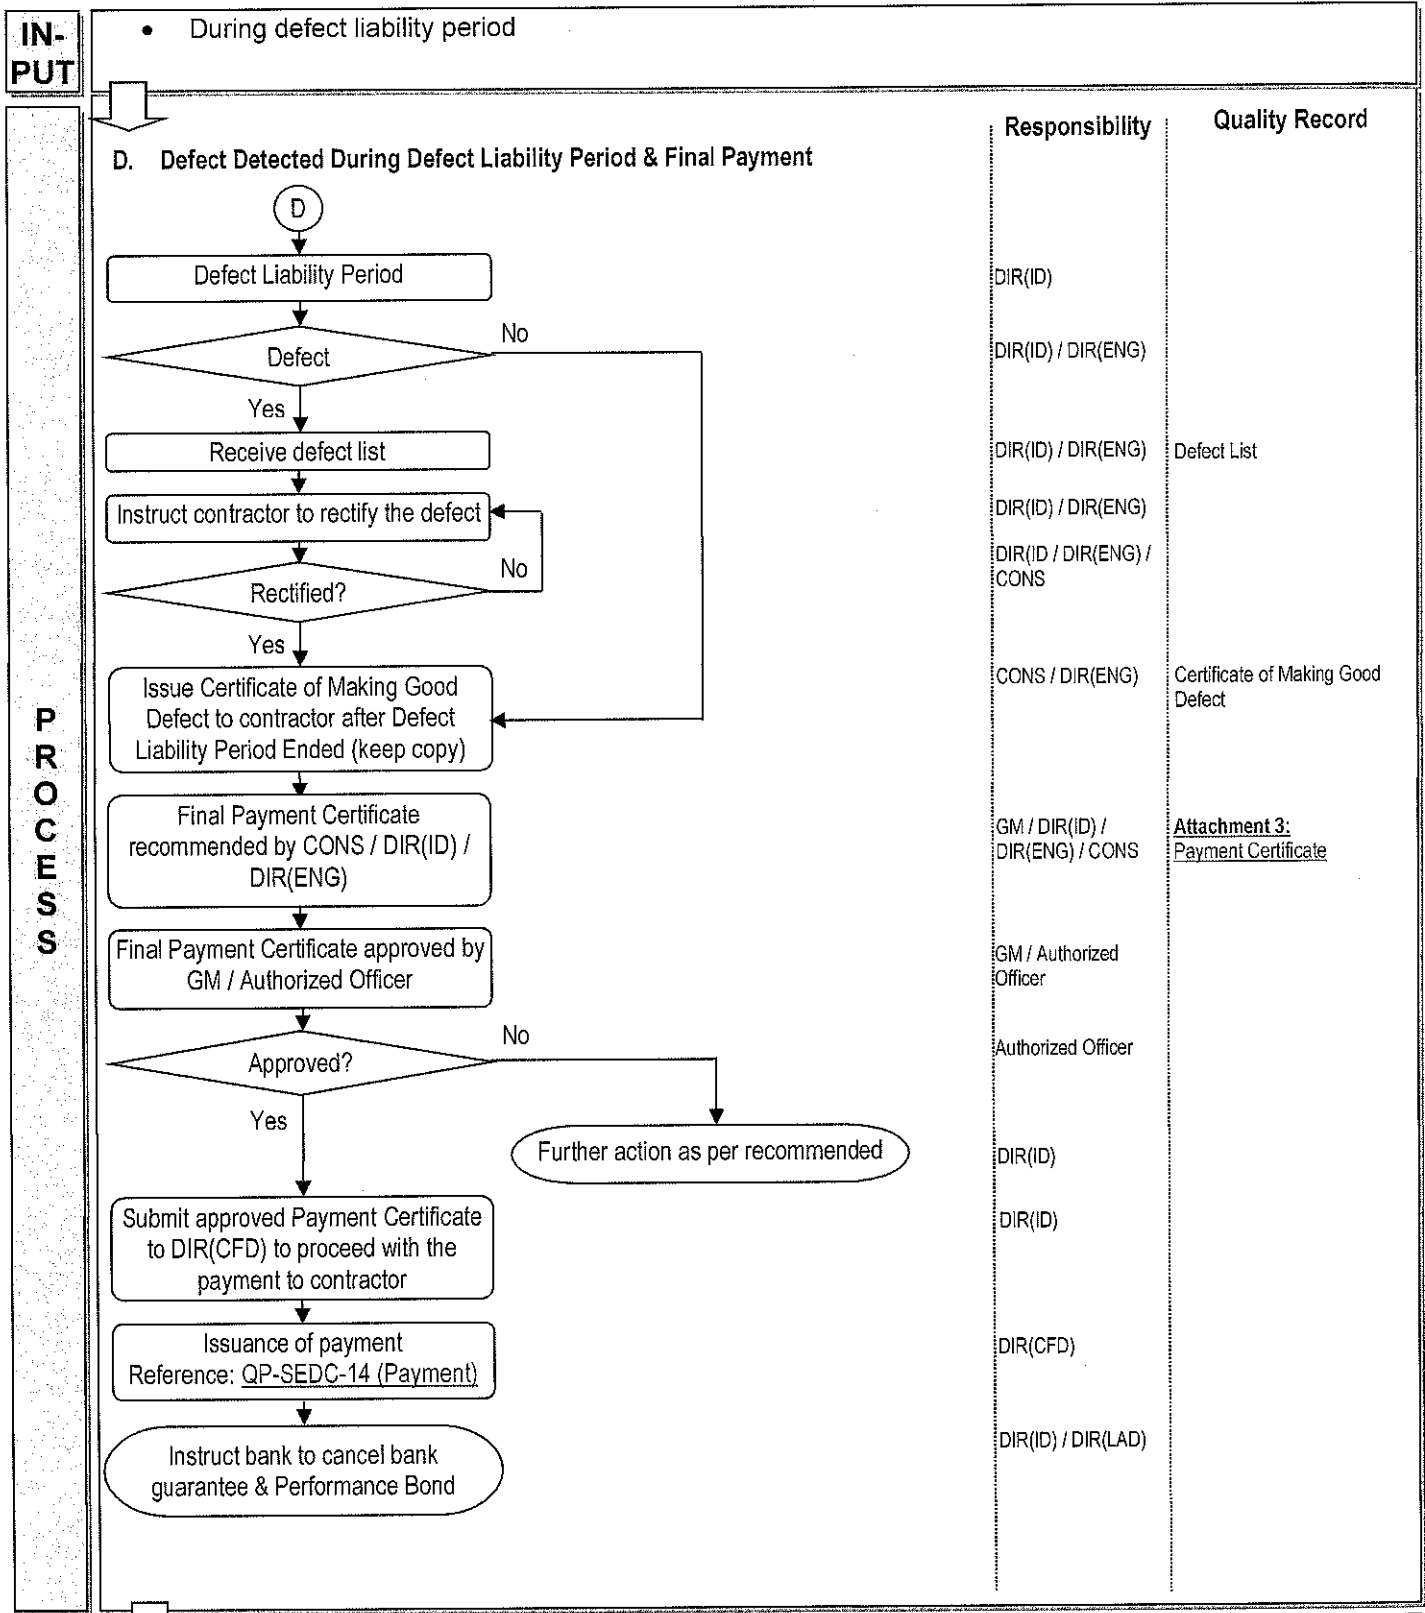 IN-
PUT
• During defect liability period
Responsibility
Quality Record
D. Defect Detected During Defect Liability Period & Final Payment
D
Defect Liability Period
DIR(ID)
Defect
No
DIR(ID) / DIR(ENG)
Yes
Receive defect list
DIR(ID) / DIR(ENG)
Defect List
Instruct contractor to rectify the defect
DIR(ID) / DIR(ENG)
Rectified?
No
DIR(ID / DIR(ENG) /
CONS
Yes
Issue Certificate of Making Good
Defect to contractor after Defect
Liability Period Ended (keep copy)
CONS / DIR(ENG)
Certificate of Making Good
Defect
PROCESS
Final Payment Certificate
recommended by CONS / DIR(ID) /
DIR(ENG)
GM / DIR(ID) /
DIR(ENG) / CONS
Attachment 3:
Payment Certificate
Final Payment Certificate approved by
GM / Authorized Officer
GM / Authorized
Officer
Approved?
No
Authorized Officer
Yes
Further action as per recommended
DIR(ID)
Submit approved Payment Certificate
to DIR(CFD) to proceed with the
payment to contractor
DIR(ID)
Issuance of payment
Reference: QP-SEDC-14 (Payment)
DIR(CFD)
Instruct bank to cancel bank
guarantee & Performance Bond
DIR(ID) / DIR(LAD)